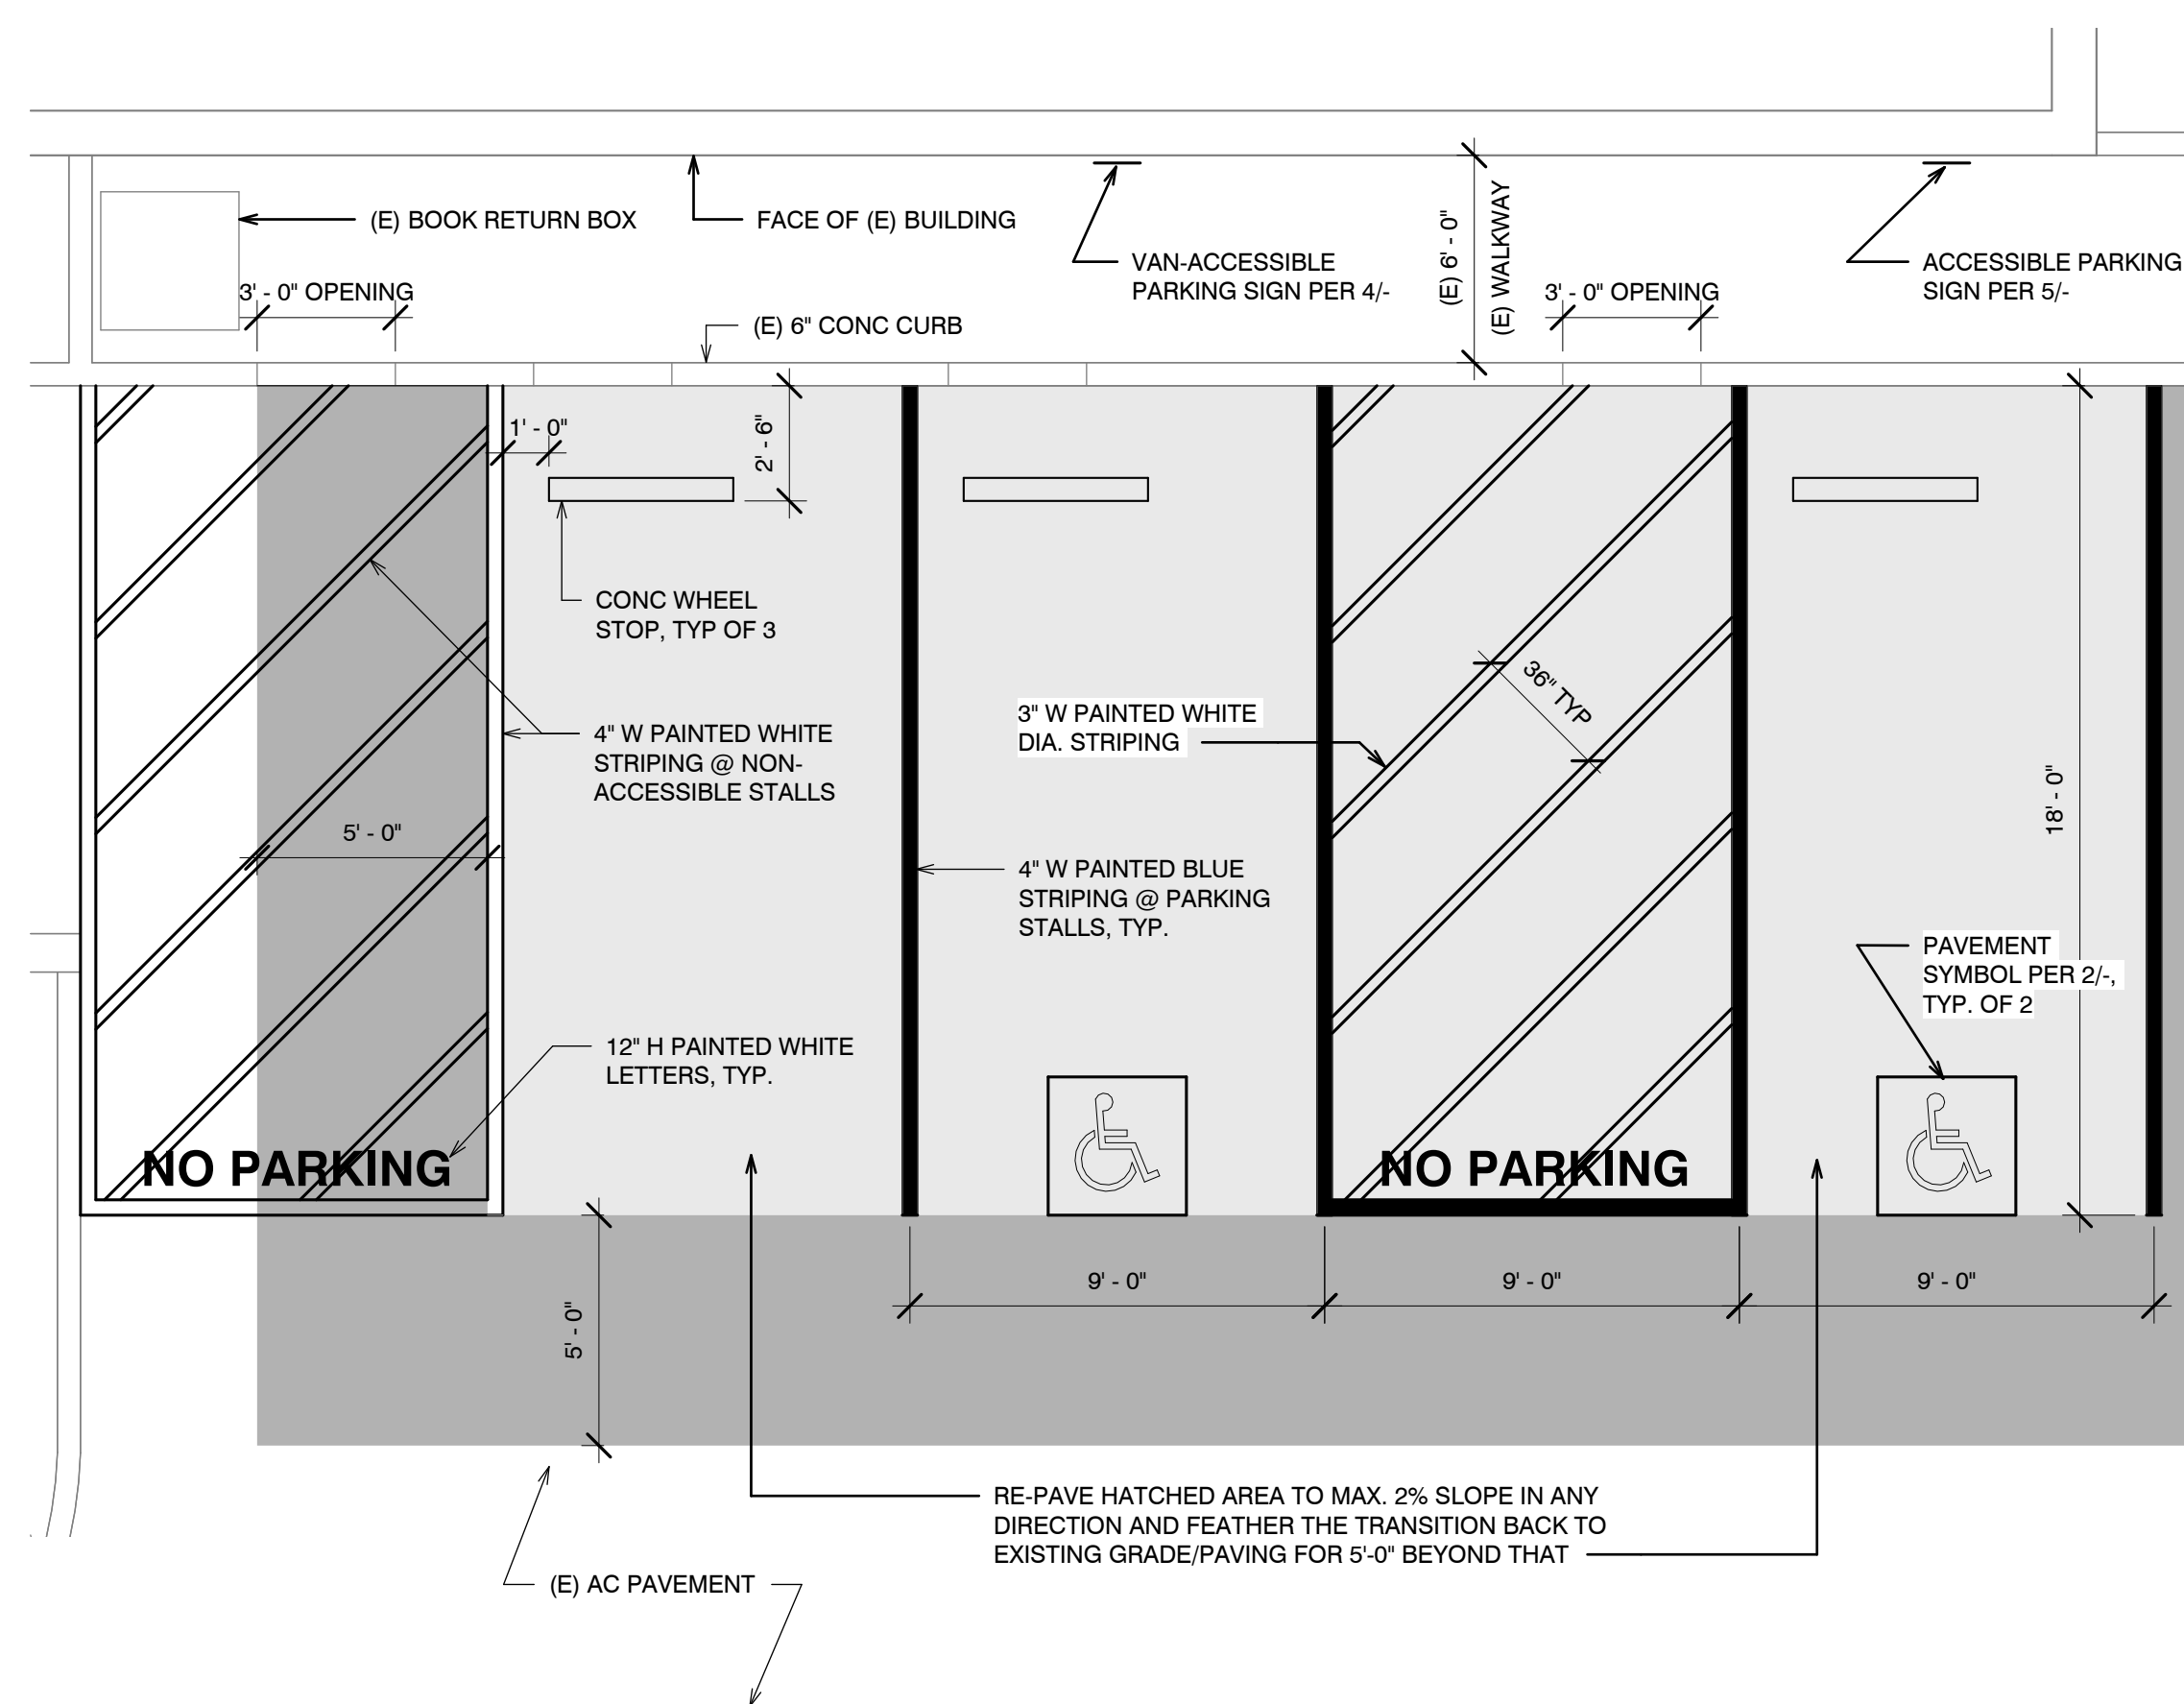 (E) BOOK RETURN BOX
FACE OF (E) BUILDING
VAN-ACCESSIBLE
PARKING SIGN PER 4/-
(E) 6' - 0"
(E) WALKWAY
ACCESSIBLE PARKING
SIGN PER 5/-
3' - 0" OPENING
3' - 0" OPENING
(E) 6" CONC CURB
1' - 0"
2' - 6"
CONC WHEEL
STOP, TYP OF 3
36" TYP
3" W PAINTED WHITE
DIA. STRIPING
4" W PAINTED WHITE
STRIPING @ NON-
ACCESSIBLE STALLS
18' - 0"
5' - 0"
4" W PAINTED BLUE
STRIPING @ PARKING
STALLS, TYP.
PAVEMENT
SYMBOL PER 2/-,
TYP. OF 2
12" H PAINTED WHITE
LETTERS, TYP.
NO PARKING
NO PARKING
9' - 0"
9' - 0"
9' - 0"
5' - 0"
RE-PAVE HATCHED AREA TO MAX. 2% SLOPE IN ANY
DIRECTION AND FEATHER THE TRANSITION BACK TO
EXISTING GRADE/PAVING FOR 5'-0" BEYOND THAT
(E) AC PAVEMENT